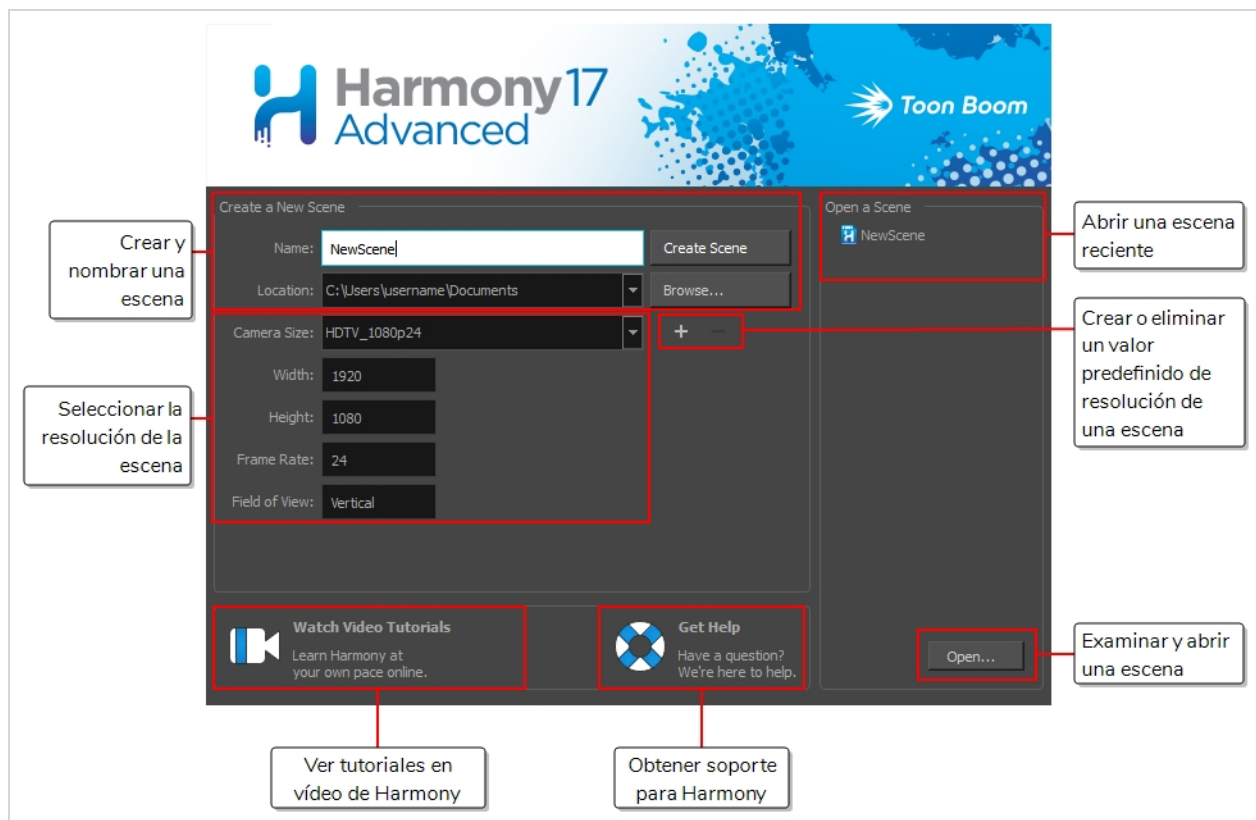 Harmony 17
Advanced
Toon Boom
Create a New Scene
Name:
NewScene
Create Scene
Location:
C:\Users\username\Documents
Browse...
Camera Size:
HDTV_1080p24
+ −
Width:
1920
Height:
1080
Frame Rate:
24
Field of View:
Vertical
Open a Scene
NewScene
Open...
Watch Video Tutorials
Learn Harmony at
your own pace online.
Get Help
Have a question?
We're here to help.
Crear y
nombrar una
escena
Seleccionar la
resolución de la
escena
Abrir una escena
reciente
Crear o eliminar
un valor
predefinido de
resolución de
una escena
Examinar y abrir
una escena
Ver tutoriales en
vídeo de Harmony
Obtener soporte
para Harmony